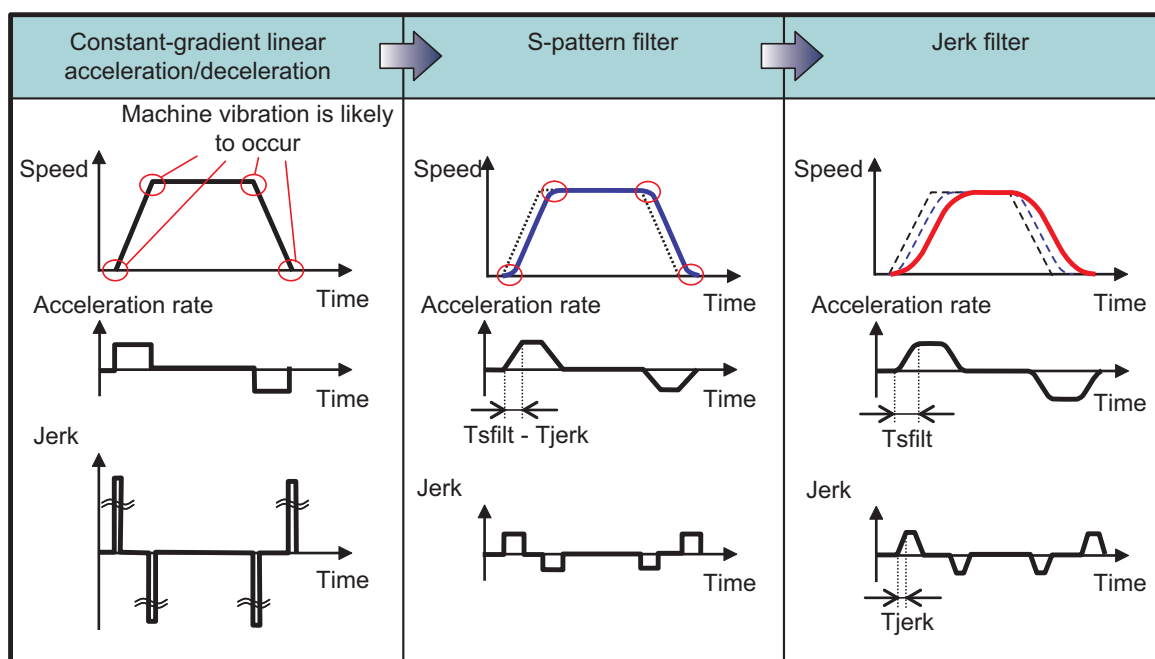 Constant-gradient linear
acceleration/deceleration
S-pattern filter
Jerk filter
Machine vibration is likely
to occur
Speed
Time
Acceleration rate
Time
Jerk
Time
Speed
Time
Acceleration rate
Time
Tsfilt - Tjerk
Jerk
Time
Speed
Time
Acceleration rate
Time
Tsfilt
Jerk
Time
Tjerk